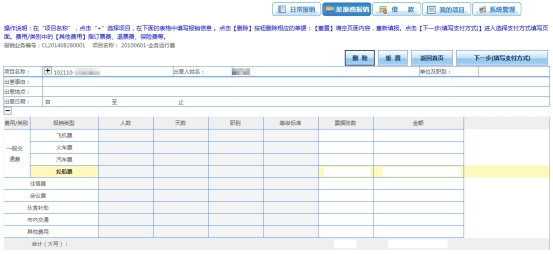 日常报销 差旅费报销 借 款 我的项目 系统管理
操作说明：在“项目名称”，点击“+”选择项目，在下面的表格中填写报销信息，点击【删除】按钮删除相应的单据；【重置】清空页面内容，重新填报。点击【下一步(填写支付方式)】进入选择支付方式填写页
面。费用/类别中的【其他费用】指订票费、退票费、保险费等。
报销业务编号：CL201408280001 项目名称： 20100601-业务运行篇
删 除 重 置 返回首页 下一步(填写支付方式)
项目名称： 102110- 出差人姓名： 单位及职别：
出差事由：
出差地点：
出差日期： 自 至 止
费用/类别 报销类型 人数 天数 职别 等级标准 票据张数 金额
一般交通费 飞机票
火车票
汽车票
轮船票
住宿费
会议费
伙食补助
市内交通
其他费用
合计（大写）：